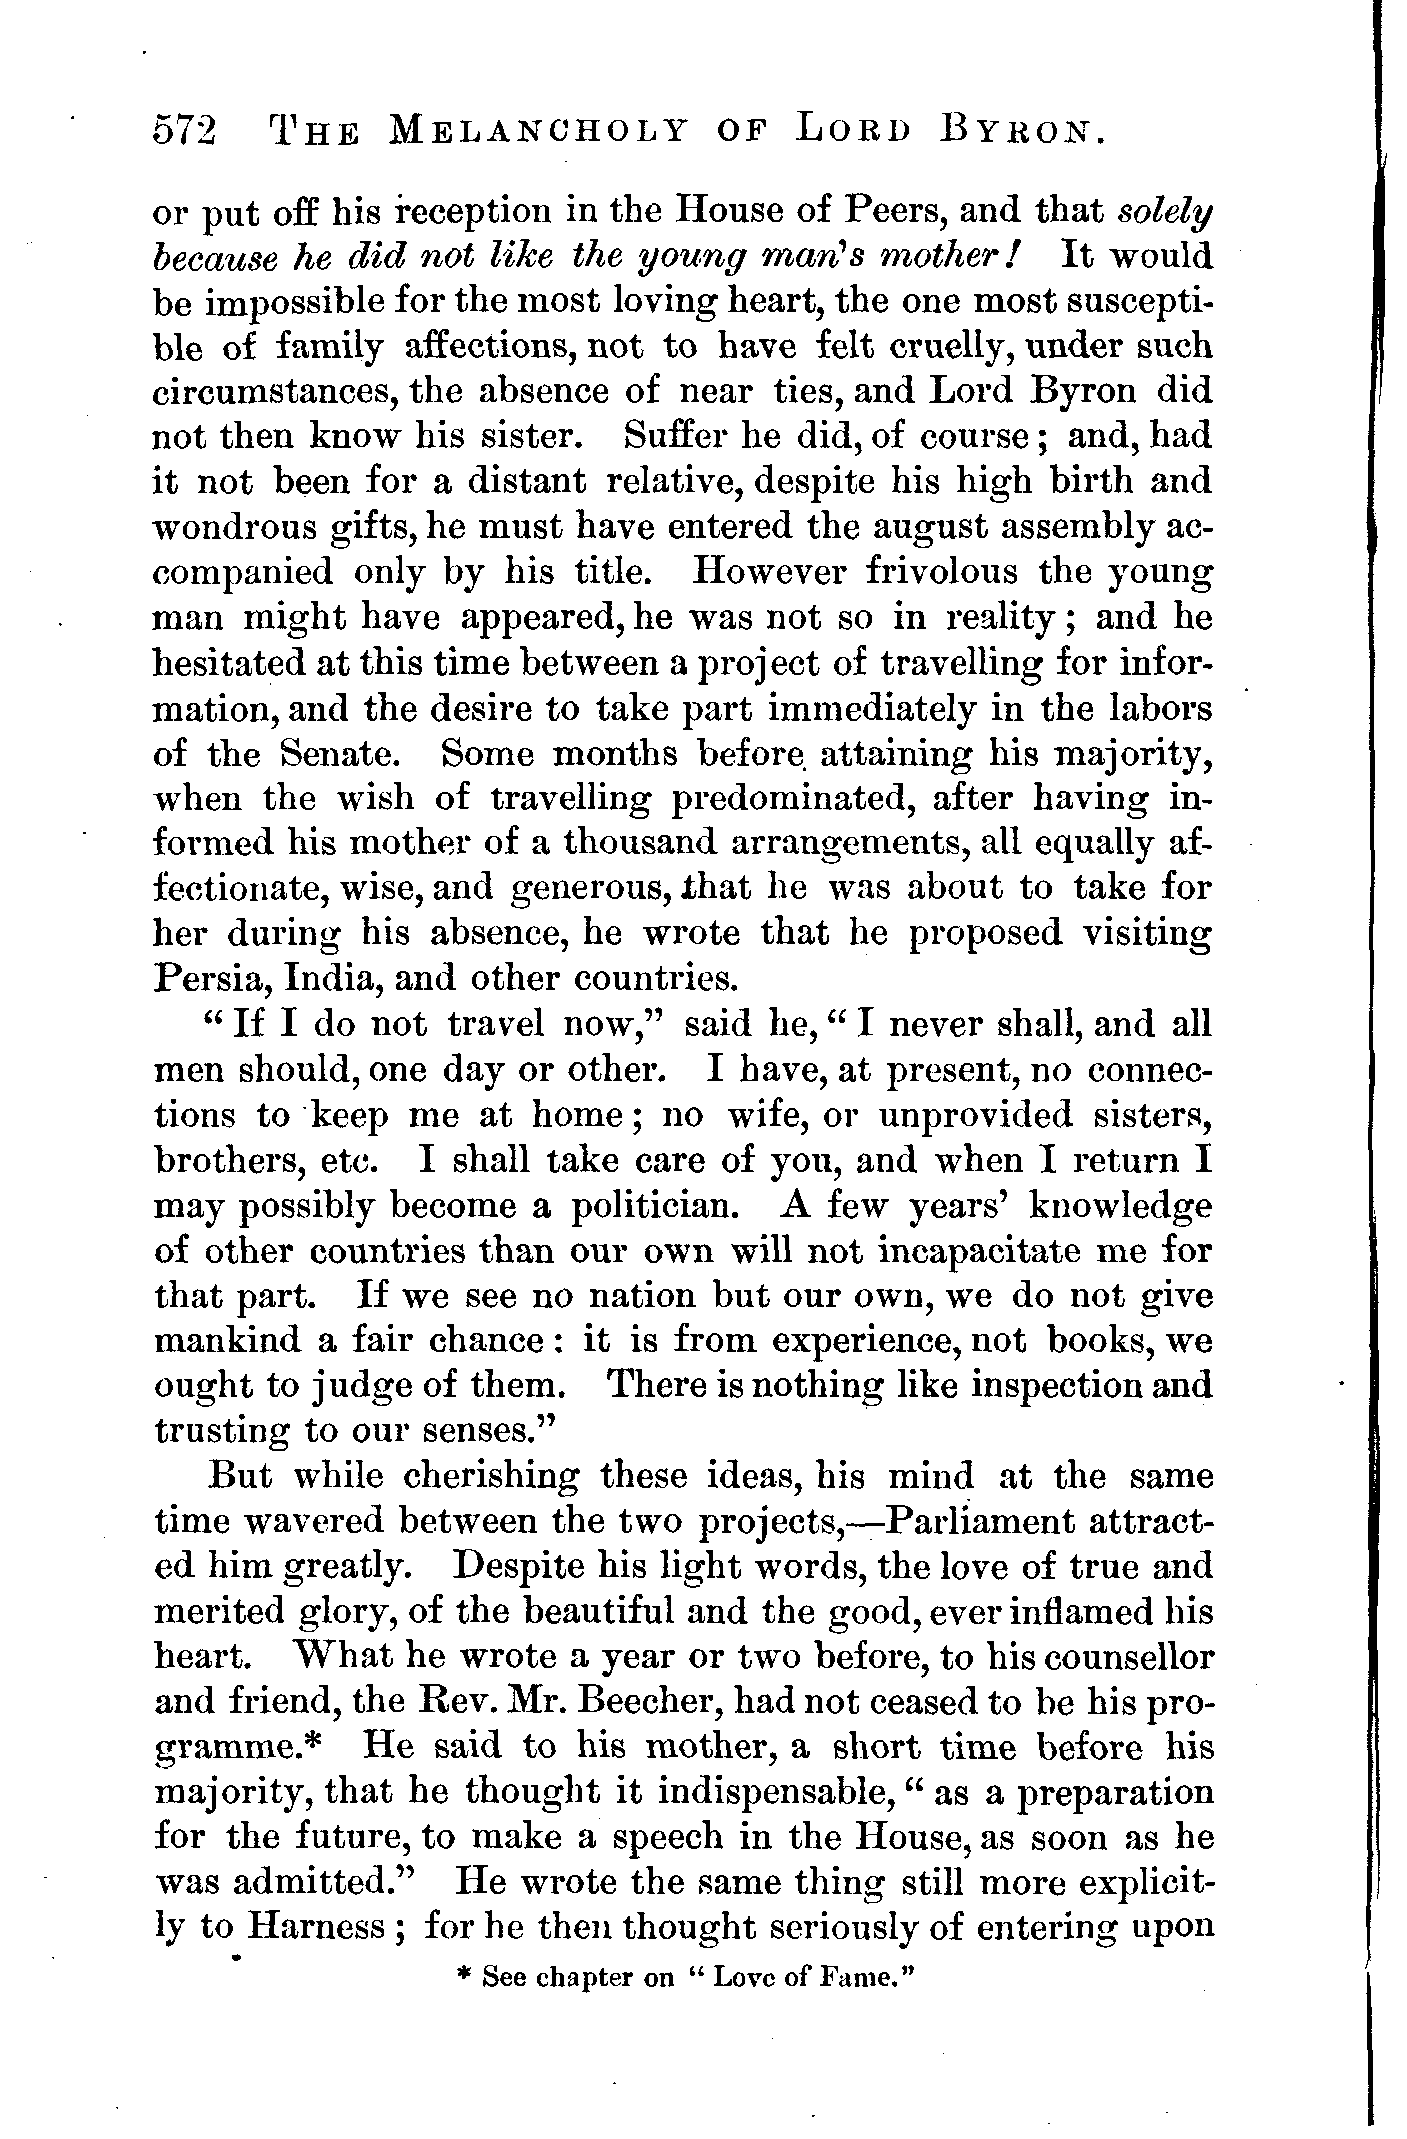 572 THE MELANCHOLY OF LORD BYRON.
or put off his reception in the House of Peers, and that solely
because he did not like the young man's mother! It would
be impossible for the most loving heart, the one most suscepti-
ble of family affections, not to have felt cruelly, under such
circumstances, the absence of near ties, and Lord Byron did
not then know his sister. Suffer he did, of course; and, had
it not been for a distant relative, despite his high birth and
wondrous gifts, he must have entered the august assembly ac-
companied only by his title. However frivolous the young
man might have appeared, he was not so in reality; and he
hesitated at this time between a project of travelling for infor-
mation, and the desire to take part immediately in the labors
of the Senate. Some months before attaining his majority,
when the wish of travelling predominated, after having in-
formed his mother of a thousand arrangements, all equally af-
fectionate, wise, and generous, that he was about to take for
her during his absence, he wrote that he proposed visiting
Persia, India, and other countries.
"If I do not travel now," said he, "I never shall, and all
men should, one day or other. I have, at present, no connec-
tions to keep me at home; no wife, or unprovided sisters,
brothers, etc. I shall take care of you, and when I return I
may possibly become a politician. A few years' knowledge
of other countries than our own will not incapacitate me for
that part. If we see no nation but our own, we do not give
mankind a fair chance: it is from experience, not books, we
ought to judge of them. There is nothing like inspection and
trusting to our senses."
But while cherishing these ideas, his mind at the same
time wavered between the two projects,—Parliament attract-
ed him greatly. Despite his light words, the love of true and
merited glory, of the beautiful and the good, ever inflamed his
heart. What he wrote a year or two before, to his counsellor
and friend, the Rev. Mr. Beecher, had not ceased to be his pro-
gramme.* He said to his mother, a short time before his
majority, that he thought it indispensable, "as a preparation
for the future, to make a speech in the House, as soon as he
was admitted." He wrote the same thing still more explicit-
ly to Harness; for he then thought seriously of entering upon
* See chapter on "Love of Fame."